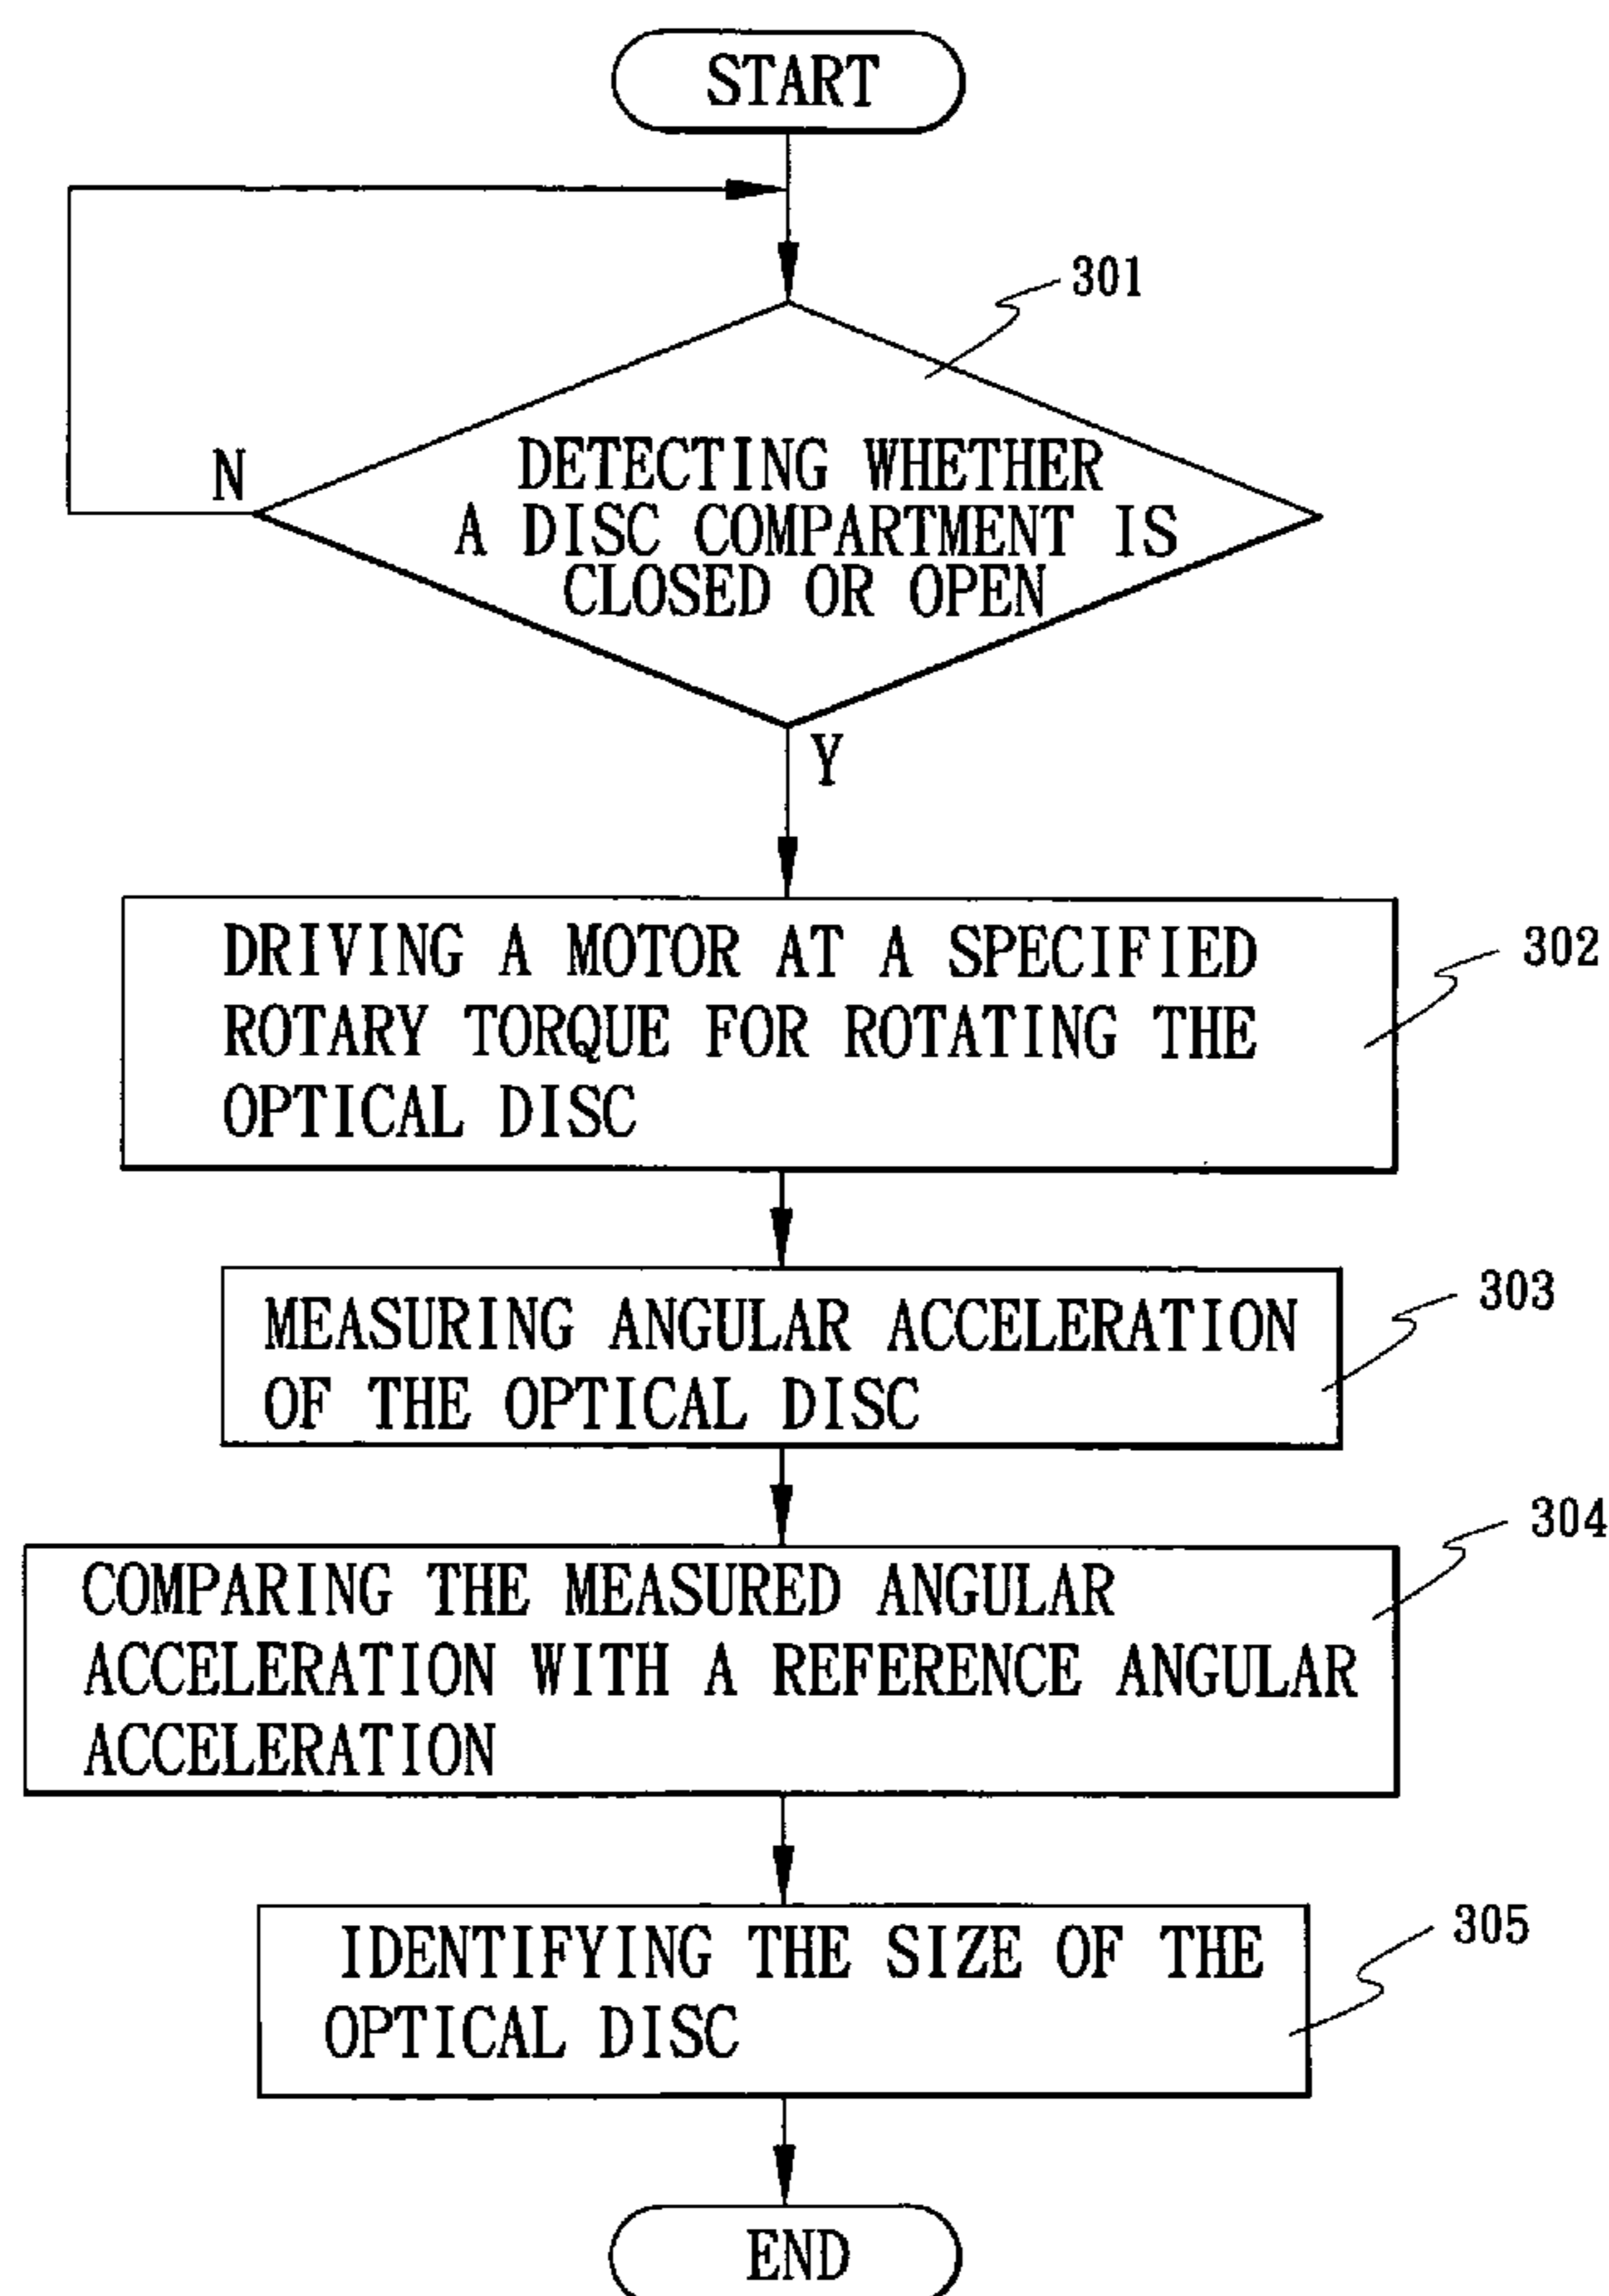 START
301
DETECTING WHETHER
A DISC COMPARTMENT IS
CLOSED OR OPEN
N
Y
DRIVING A MOTOR AT A SPECIFIED
ROTARY TORQUE FOR ROTATING THE
OPTICAL DISC
302
MEASURING ANGULAR ACCELERATION
OF THE OPTICAL DISC
303
COMPARING THE MEASURED ANGULAR
ACCELERATION WITH A REFERENCE ANGULAR
ACCELERATION
304
IDENTIFYING THE SIZE OF THE
OPTICAL DISC
305
END